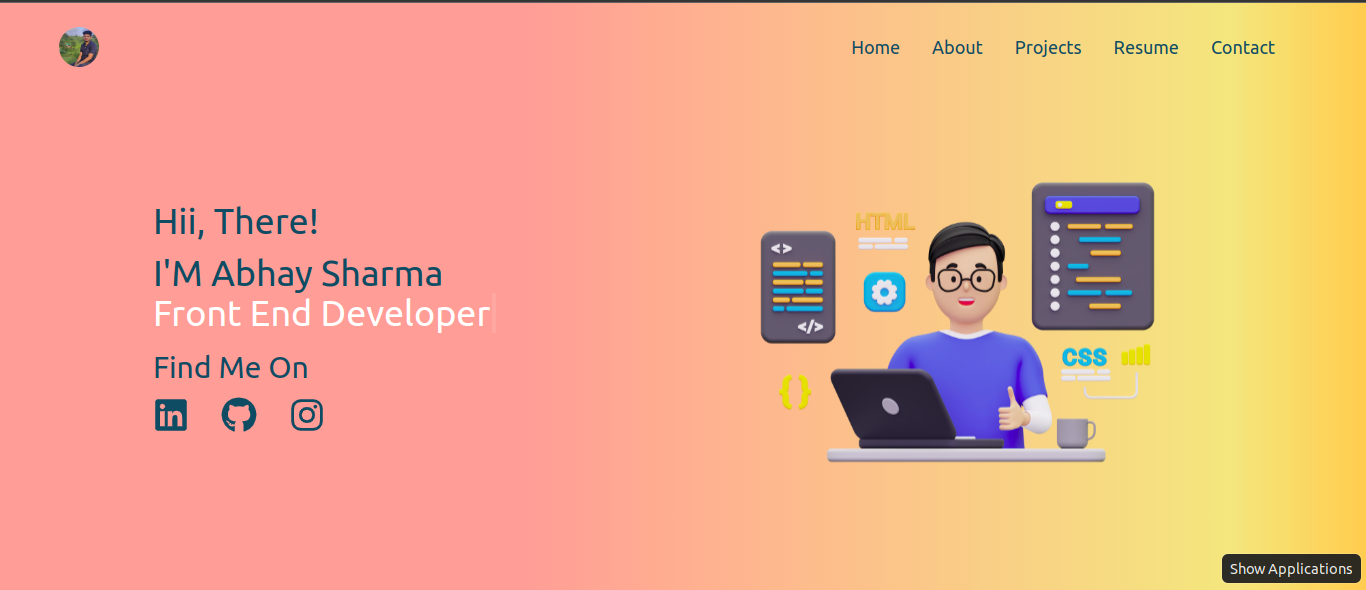 Home About Projects Resume Contact
Hii, There!
I'M Abhay Sharma
Front End Developer
Find Me On
in
< >
</>
HTML
{ }
CSS
Show Applications